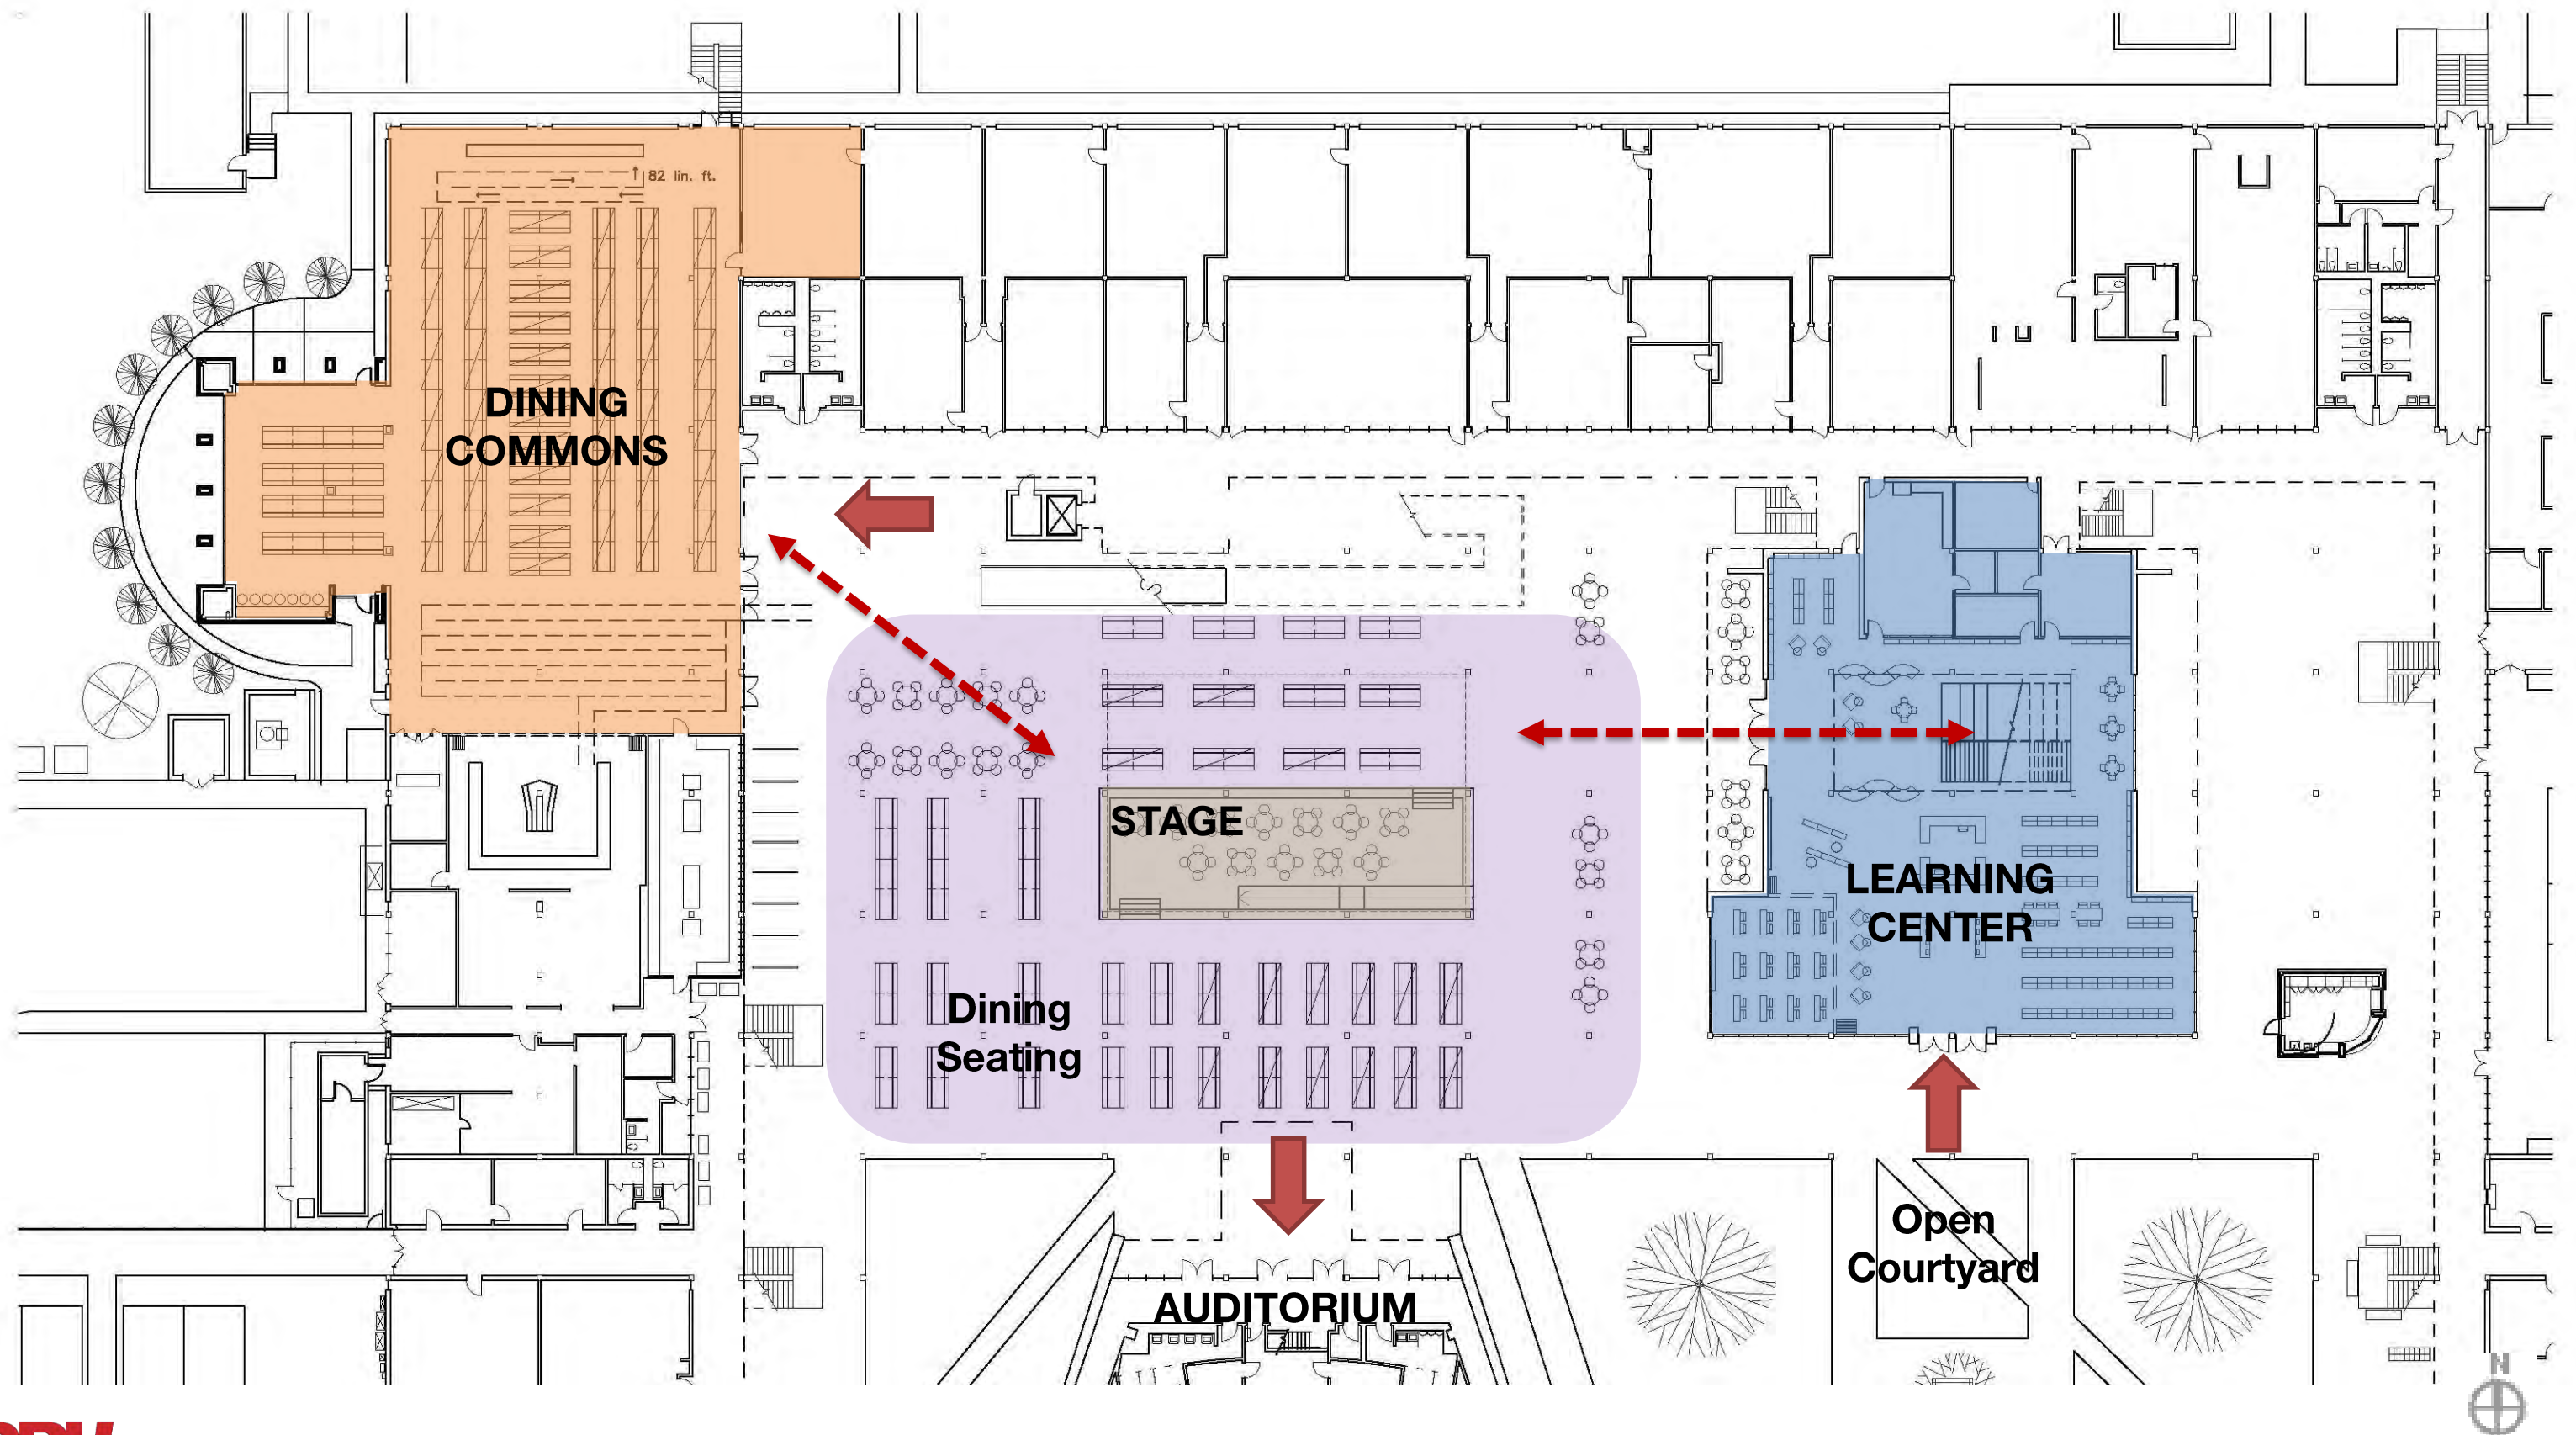 82 lin. ft.
DINING
COMMONS
STAGE
LEARNING
CENTER
Dining
Seating
Open
Courtyard
AUDITORIUM
N